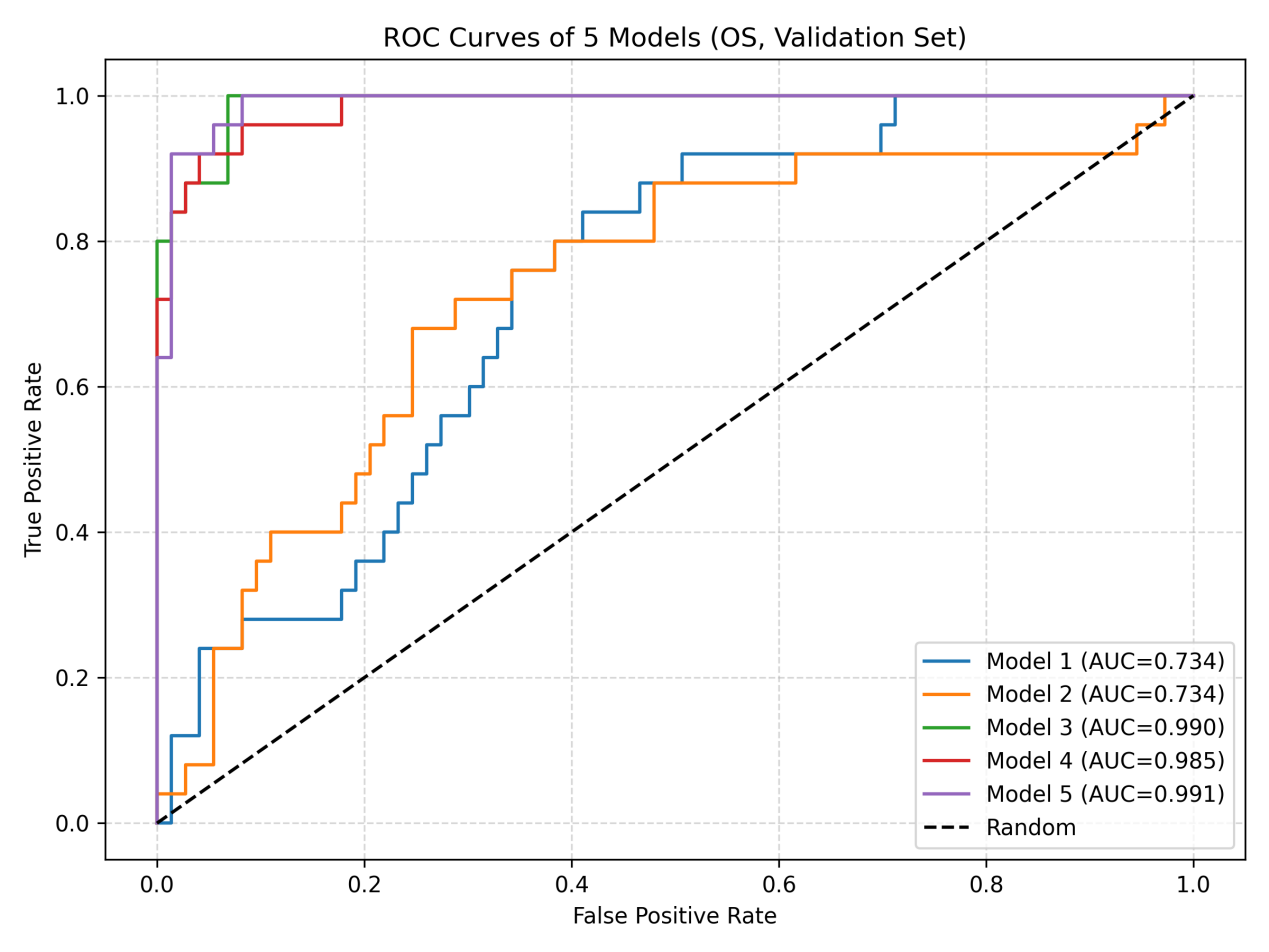 ROC Curves of 5 Models (OS, Validation Set)
True Positive Rate
1.0
0.8
0.6
0.4
0.2
0.0
0.0 0.2 0.4 0.6 0.8 1.0
False Positive Rate
Model 1 (AUC=0.734)
Model 2 (AUC=0.734)
Model 3 (AUC=0.990)
Model 4 (AUC=0.985)
Model 5 (AUC=0.991)
Random